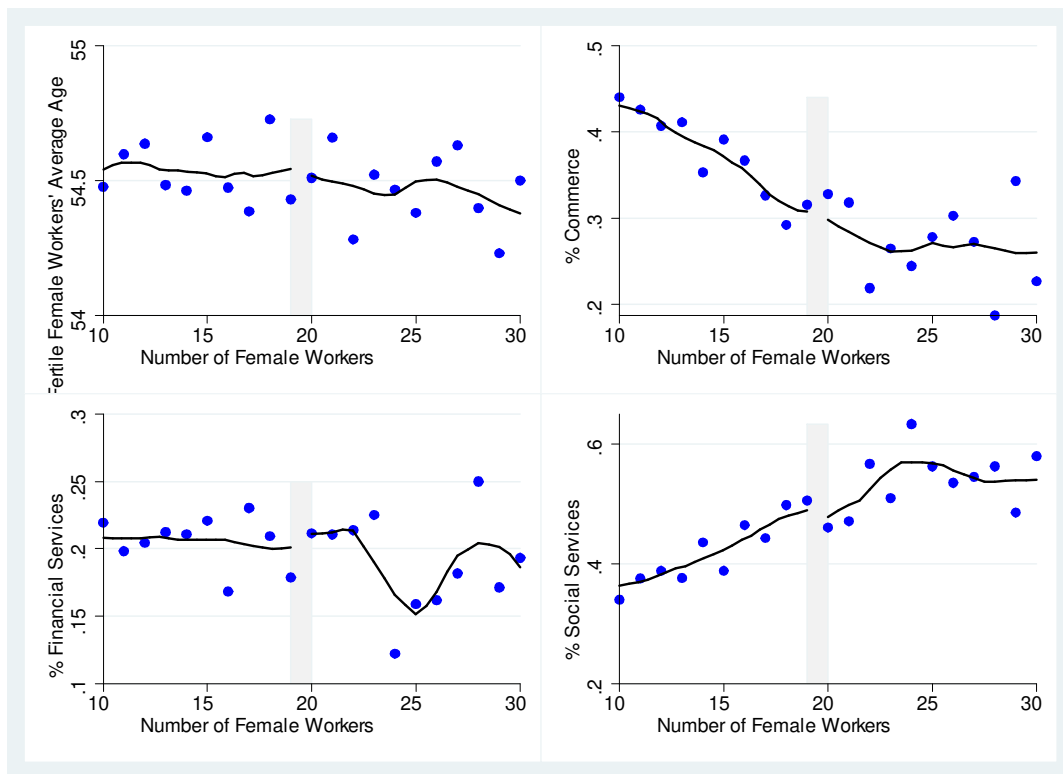 Fertile Female Workers' Average Age
55
54.5
54
10 15 20 25 30
Number of Female Workers
% Commerce
.5
.4
.3
.2
10 15 20 25 30
Number of Female Workers
% Financial Services
.3
.25
.2
.15
.1
10 15 20 25 30
Number of Female Workers
% Social Services
.6
.4
.2
10 15 20 25 30
Number of Female Workers